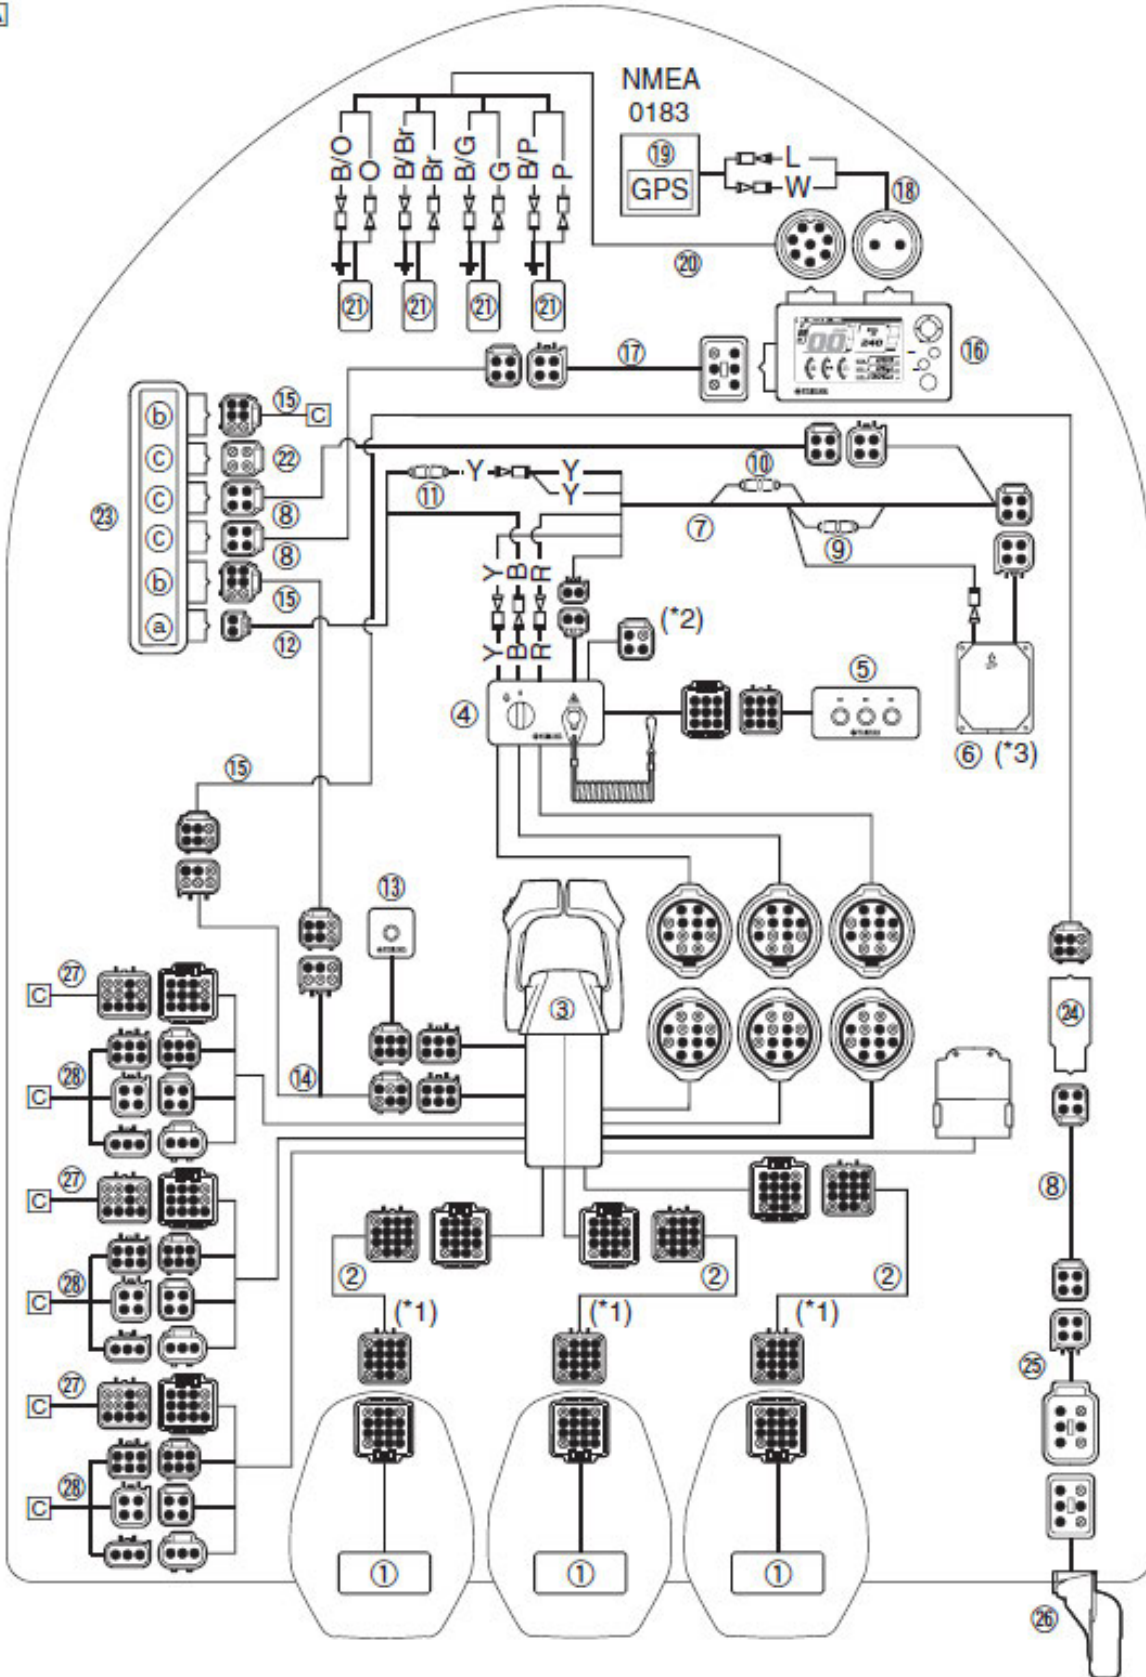 A
NMEA
0183
B/O
O
B/Br
Br
B/G
G
B/P
P
⑲
GPS
L
W
⑱
⑳
㉑ ㉑ ㉑ ㉑
⑰
⑯
240
ⓑ
⑮
C
ⓒ
㉒
ⓒ
⑧
ⓒ
⑧
ⓑ
⑮
ⓐ
⑫
㉓
⑪
Y
Y
Y
⑩
⑦
⑨
Y B R
Y B R
(*2)
④
⑤
⑥ (*3)
⑮
⑬
③
⑭
㉔
⑧
C ㉗
C ㉘
C ㉗
C ㉘
C ㉗
C ㉘
② ② ②
(*1) (*1) (*1)
㉕
① ① ①
㉖